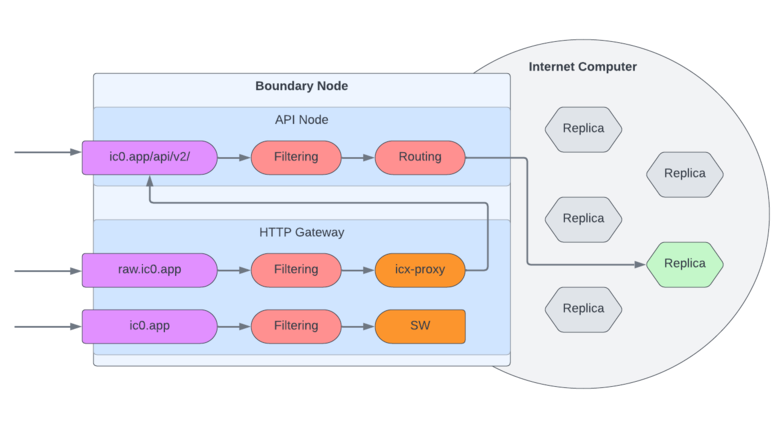 Internet Computer
Boundary Node
API Node
ic0.app/api/v2/
Filtering
Routing
HTTP Gateway
raw.ic0.app
Filtering
icx-proxy
ic0.app
Filtering
SW
Replica
Replica
Replica
Replica
Replica